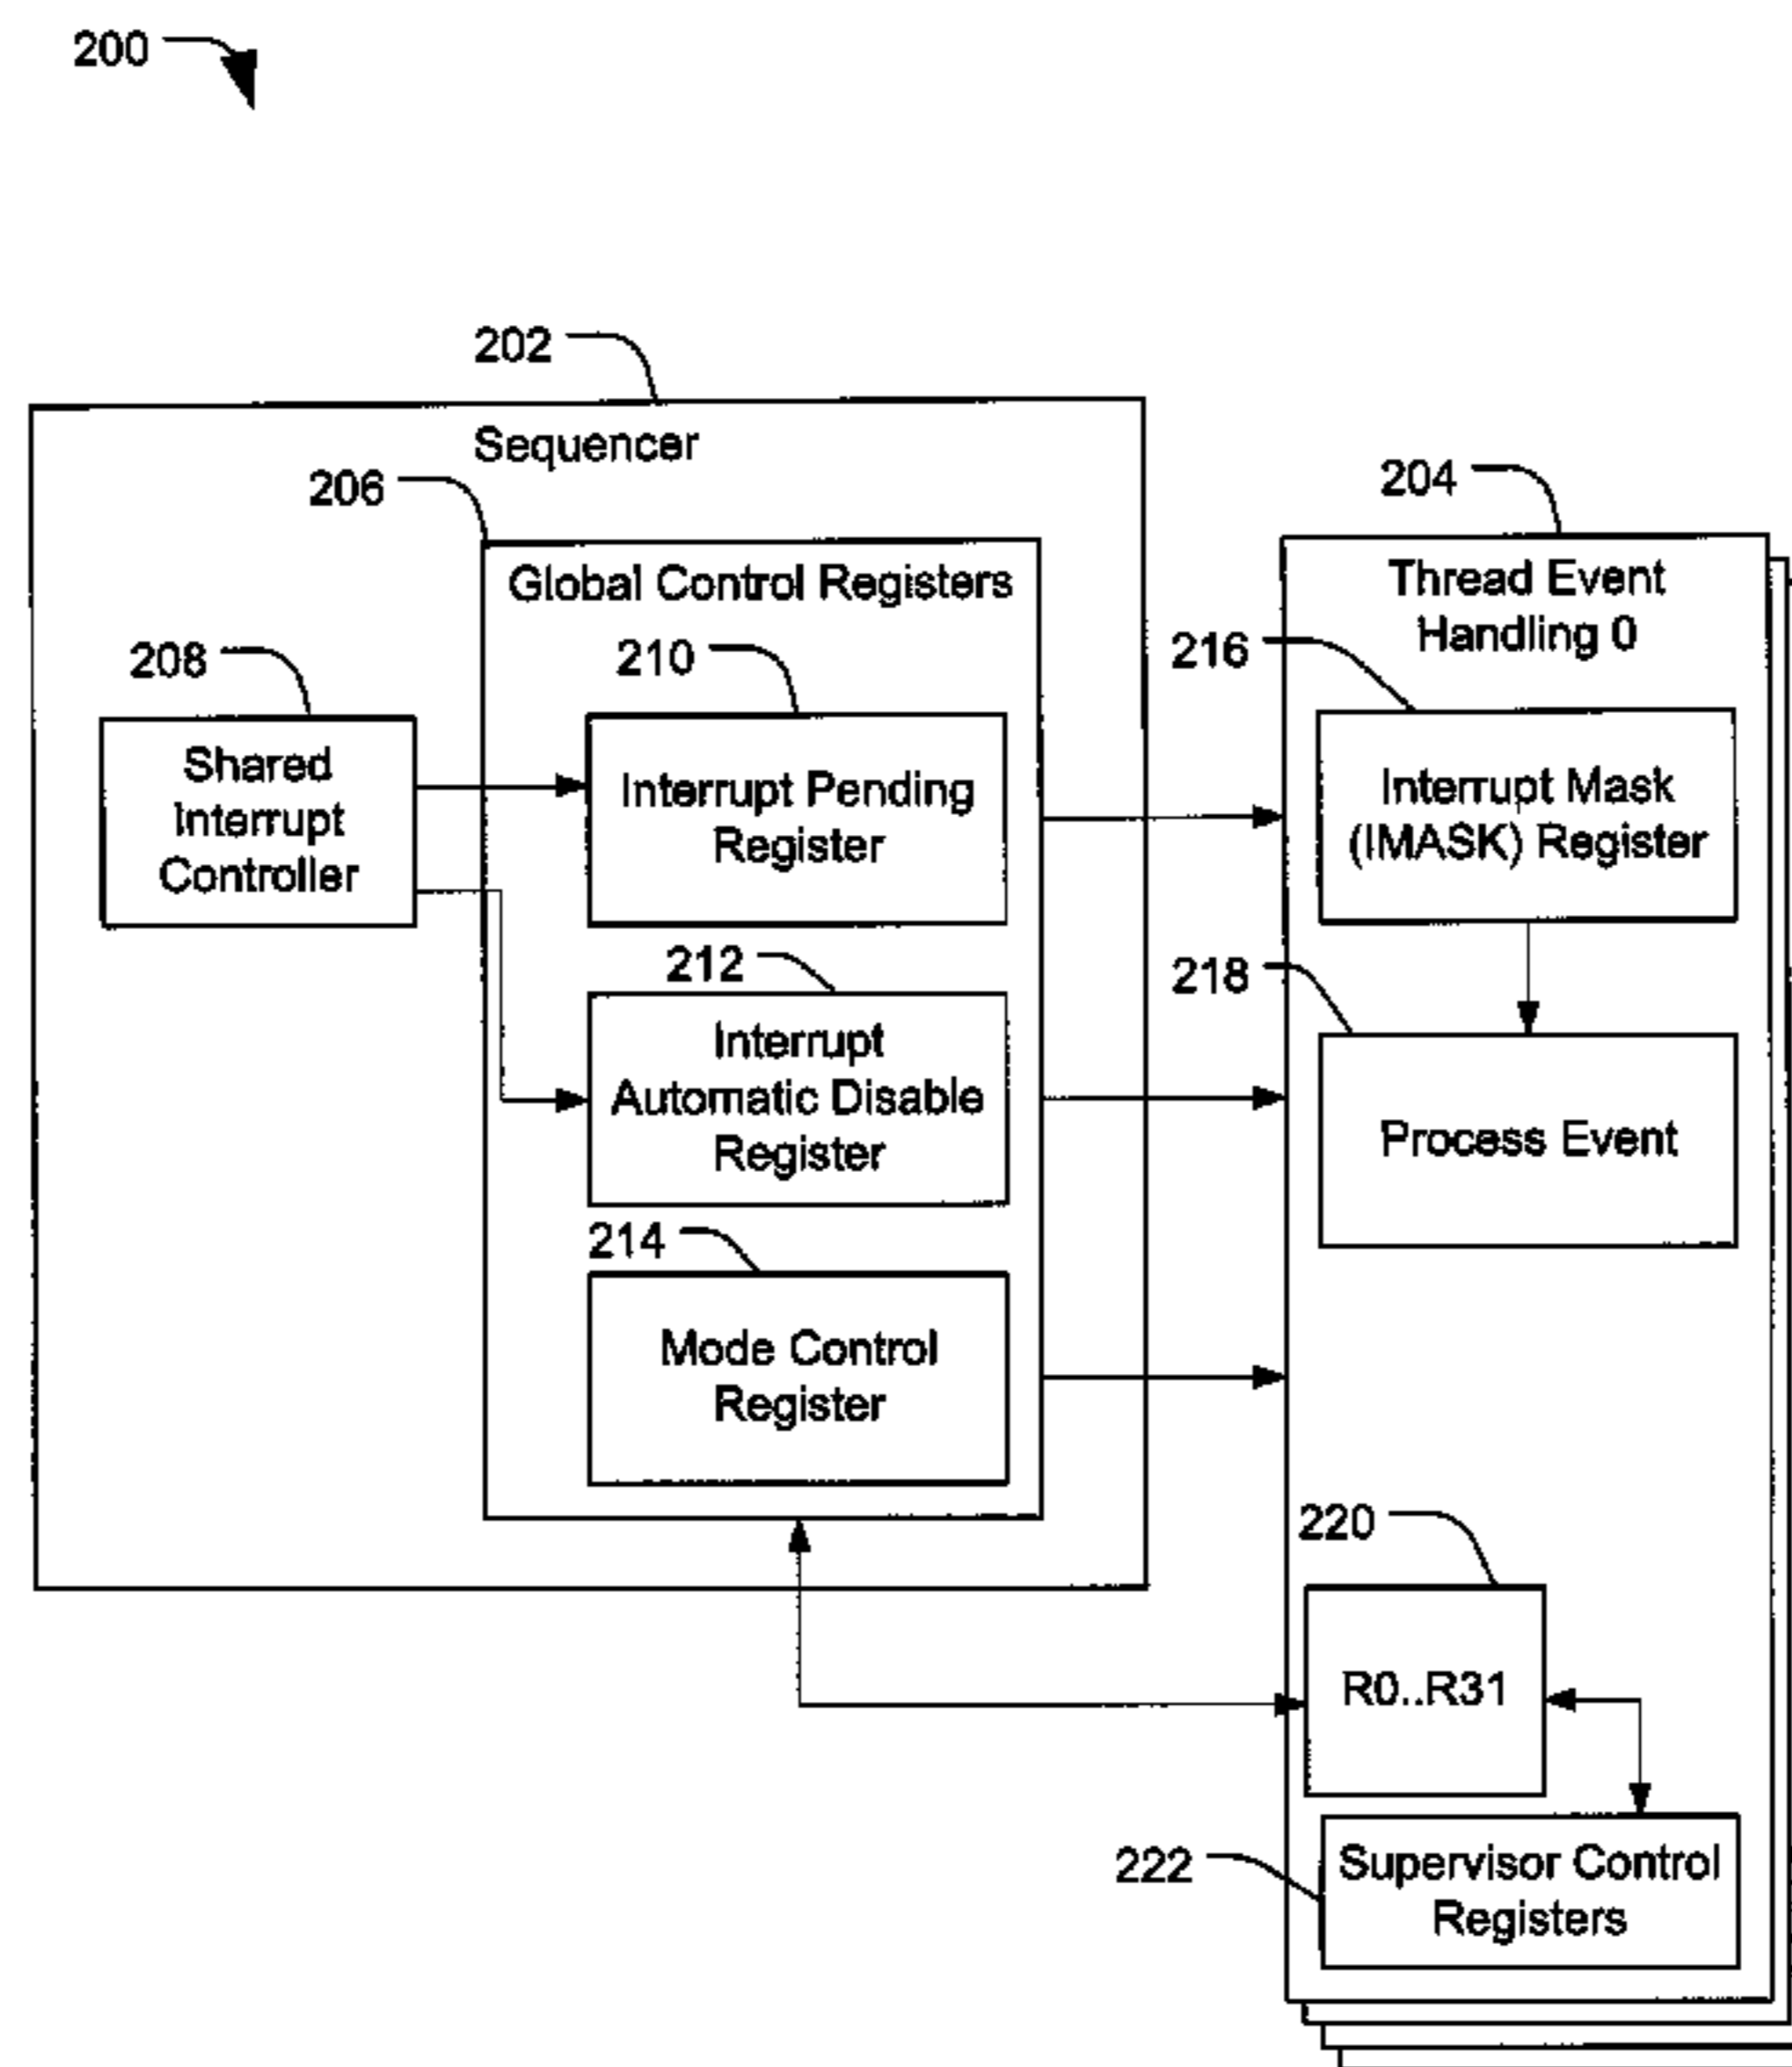 200
202
Sequencer
206
204
Global Control Registers
Thread Event
Handling 0
208
210
216
Shared
Interrupt
Controller
Interrupt Pending
Register
Interrupt Mask
(IMASK) Register
212
218
Interrupt
Automatic Disable
Register
Process Event
214
Mode Control
Register
220
R0..R31
222
Supervisor Control
Registers